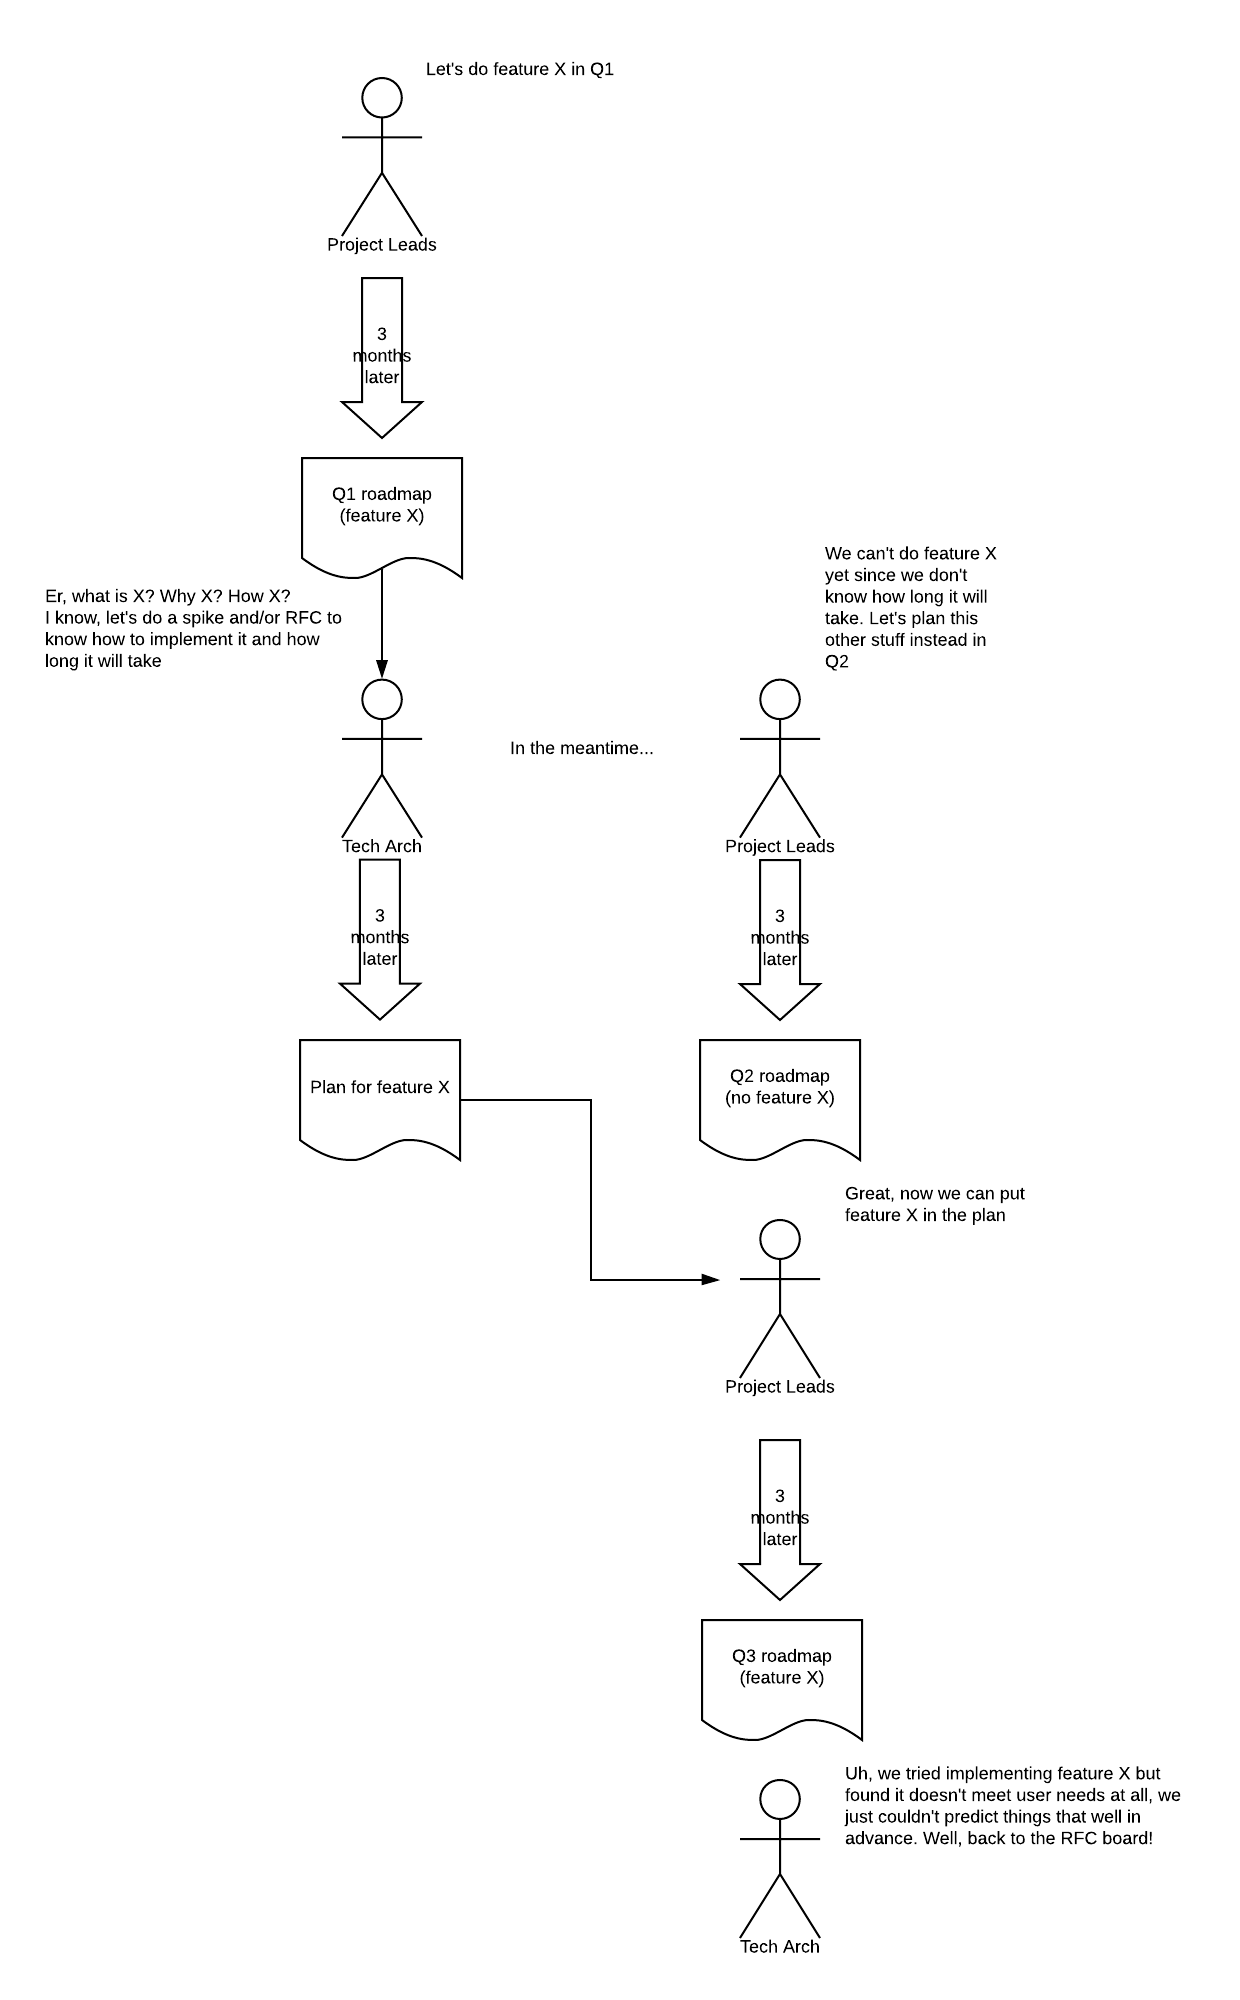 Let's do feature X in Q1
Project Leads
3
months
later
Q1 roadmap
(feature X)
Er, what is X? Why X? How X?
I know, let's do a spike and/or RFC to
know how to implement it and how
long it will take
We can't do feature X
yet since we don't
know how long it will
take. Let's plan this
other stuff instead in
Q2
In the meantime...
Tech Arch
Project Leads
3
months
later
3
months
later
Plan for feature X
Q2 roadmap
(no feature X)
Great, now we can put
feature X in the plan
Project Leads
3
months
later
Q3 roadmap
(feature X)
Uh, we tried implementing feature X but
found it doesn't meet user needs at all, we
just couldn't predict things that well in
advance. Well, back to the RFC board!
Tech Arch